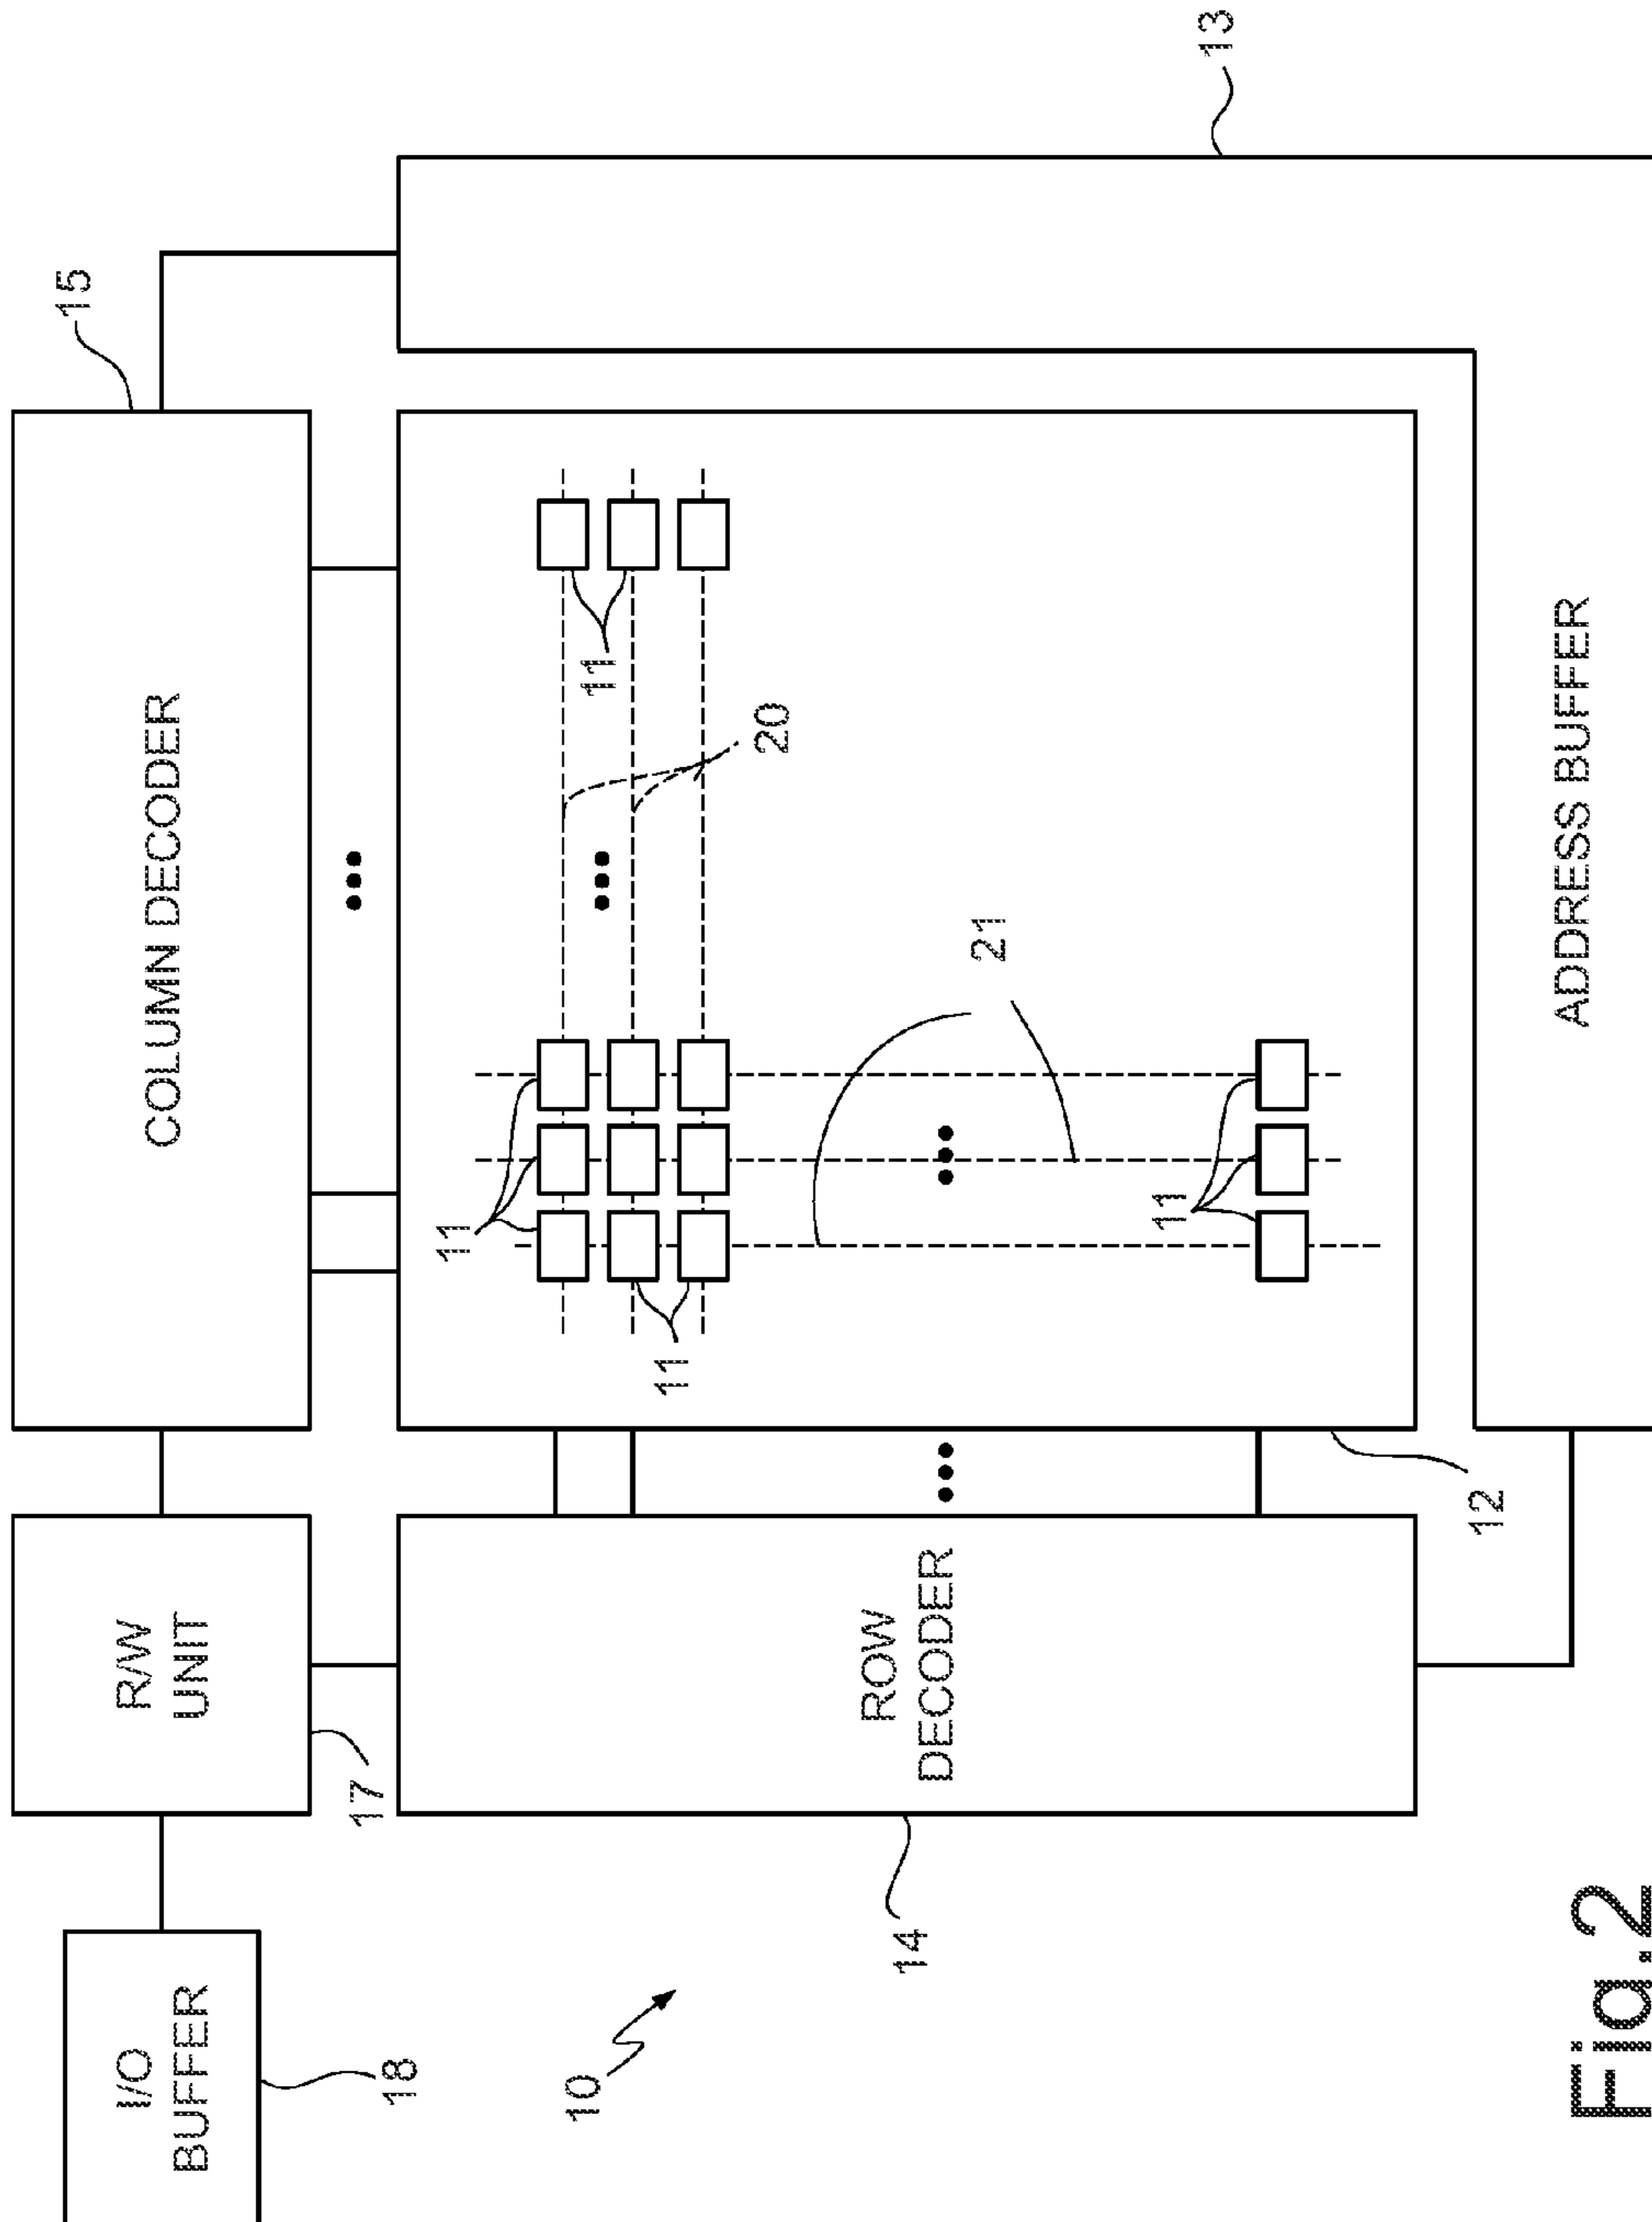 15
I/O
BUFFER
R/W
UNIT
COLUMN DECODER
17
18
11
10
11
11
20
ROW
DECODER
14
21
11
13
12
ADDRESS BUFFER
Fig.2